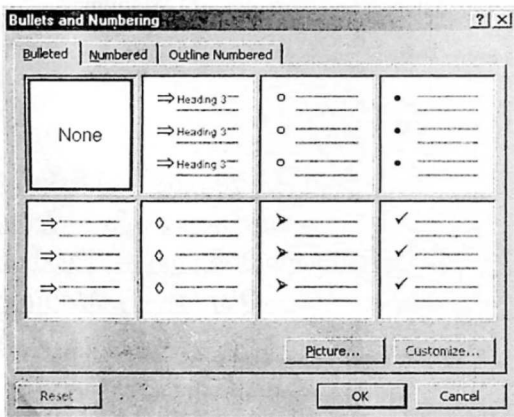 Bullets and Numbering
Bulleted Numbered Outline Numbered
None
Heading 3
Heading 3
Heading 3
Picture... Customize...
Reset OK Cancel